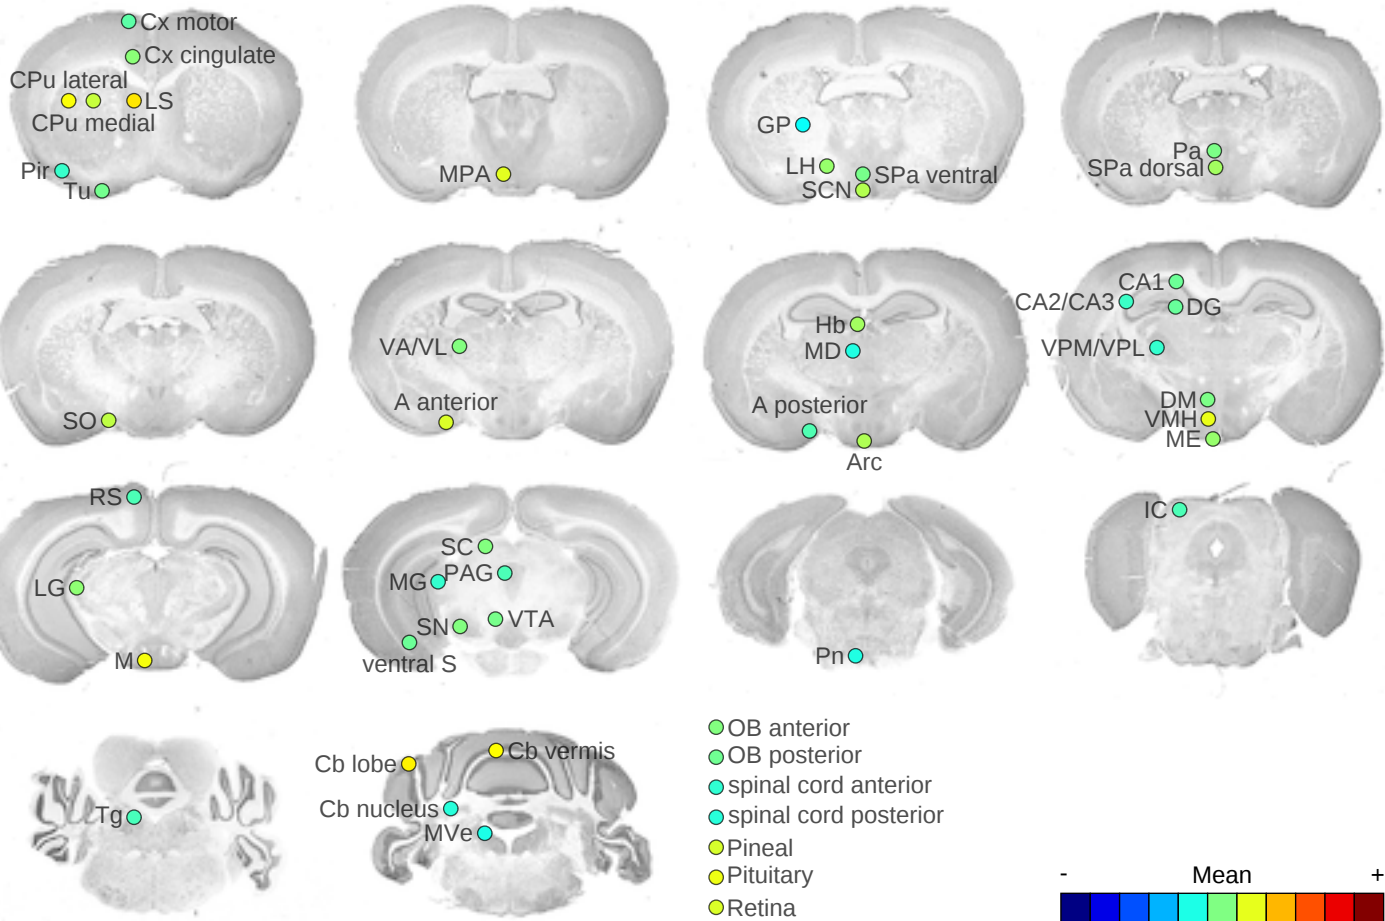 Cx motor
Cx cingulate
CPu lateral
LS
CPu medial
Pir
Tu
MPA
GP
LH
SPa ventral
SCN
Pa
SPa dorsal
SO
VA/VL
A anterior
Hb
MD
A posterior
Arc
CA1
CA2/CA3
DG
VPM/VPL
DM
VMH
ME
RS
LG
M
SC
MG
PAG
SN
VTA
ventral S
Pn
IC
Tg
Cb lobe
Cb vermis
Cb nucleus
MVe
OB anterior
OB posterior
spinal cord anterior
spinal cord posterior
Pineal
Pituitary
Retina
- Mean +